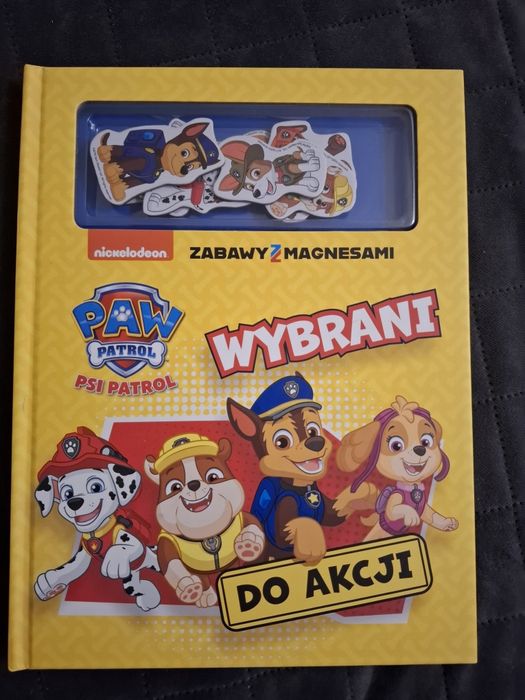 nickelodeon
ZABAWY Z MAGNESAMI
PAW
PATROL
PSI PATROL
WYBRANI
DO AKCJI